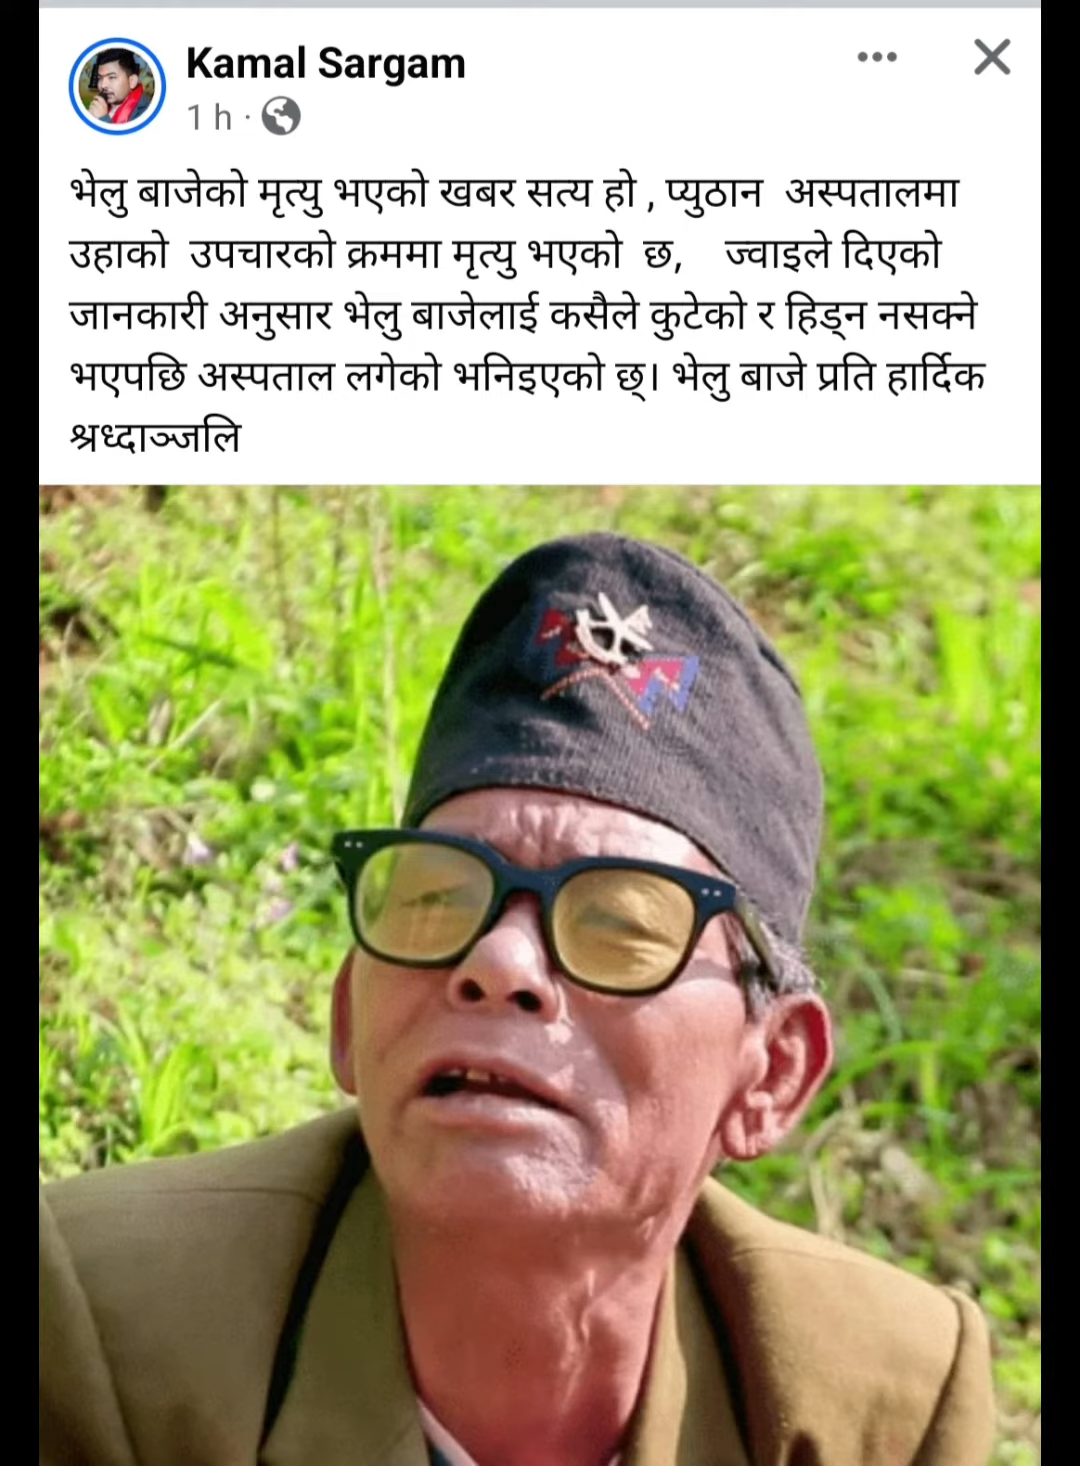 Kamal Sargam
1 h ·
भेलु बाजेको मृत्यु भएको खबर सत्य हो , प्युठान अस्पतालमा
उहाको उपचारको क्रममा मृत्यु भएको छ, ज्वाइले दिएको
जानकारी अनुसार भेलु बाजेलाई कसैले कुटेको र हिड्न नसक्ने
भएपछि अस्पताल लगेको भनिइएको छ्। भेलु बाजे प्रति हार्दिक
श्रध्दाञ्जलि